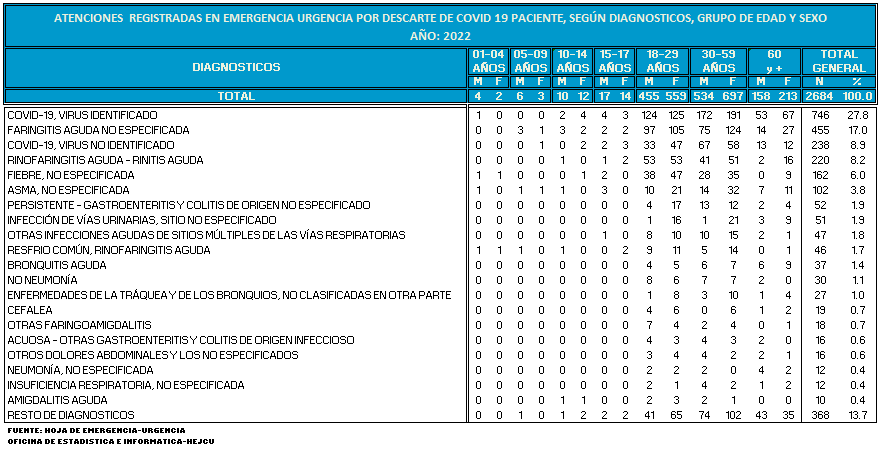 ATENCIONES REGISTRADAS EN EMERGENCIA URGENCIA POR DESCARTE DE COVID 19 PACIENTE, SEGÚN DIAGNOSTICOS, GRUPO DE EDAD Y SEXO
AÑO: 2022
DIAGNOSTICOS 01-04 AÑOS 05-09 AÑOS 10-14 AÑOS 15-17 AÑOS 18-29 AÑOS 30-59 AÑOS 60 y + TOTAL GENERAL
M F M F M F M F M F M F M F N %
TOTAL 4 2 6 3 10 12 17 14 455 559 534 697 158 213 2684 100.0
COVID-19, VIRUS IDENTIFICADO 1 0 0 0 2 4 4 3 124 125 172 191 53 67 746 27.8
FARINGITIS AGUDA NO ESPECIFICADA 0 0 3 1 3 2 2 2 97 105 75 124 14 27 455 17.0
COVID-19, VIRUS NO IDENTIFICADO 0 0 0 0 1 0 2 3 33 47 67 58 13 12 238 8.9
RINOFARINGITIS AGUDA - RINITIS AGUDA 0 0 0 0 1 0 1 2 53 53 41 51 2 16 220 8.2
FIEBRE, NO ESPECIFICADA 1 1 0 0 0 1 2 0 38 47 28 35 0 9 162 6.0
ASMA, NO ESPECIFICADA 1 0 1 1 1 0 3 0 10 21 14 32 7 11 102 3.8
PERSISTENTE - GASTROENTERITIS Y COLITIS DE ORIGEN NO ESPECIFICADO 0 0 0 0 0 0 0 0 4 17 13 12 2 4 52 1.9
INFECCIÓN DE VÍAS URINARIAS, SITIO NO ESPECIFICADO 0 0 0 0 0 0 0 0 1 16 1 21 3 9 51 1.9
OTRAS INFECCIONES AGUDAS DE SITIOS MÚLTIPLES DE LAS VÍAS RESPIRATORIAS 0 0 0 0 0 0 1 0 8 10 10 15 2 1 47 1.8
RESFRIO COMÚN, RINOFARINGITIS AGUDA 1 1 1 0 1 0 0 2 9 11 5 14 0 1 46 1.7
BRONQUITIS AGUDA 0 0 0 0 0 0 0 0 4 5 6 7 6 9 37 1.4
NO NEUMONÍA 0 0 0 0 0 0 0 0 8 6 7 7 2 0 30 1.1
ENFERMEDADES DE LA TRÁQUEA Y DE LOS BRONQUIOS, NO CLASIFICADAS EN OTRA PARTE 0 0 0 0 0 0 0 0 1 8 3 10 1 4 27 1.0
CEFALEA 0 0 0 0 0 0 0 0 4 6 0 6 1 2 19 0.7
OTRAS FARINGOAMIGDALITIS 0 0 0 0 0 0 0 0 7 4 2 4 0 1 18 0.7
ACUOSA - OTRAS GASTROENTERITIS Y COLITIS DE ORIGEN INFECCIOSO 0 0 0 0 0 0 0 0 4 3 4 3 2 0 16 0.6
OTROS DOLORES ABDOMINALES Y LOS NO ESPECIFICADOS 0 0 0 0 0 0 0 0 3 4 4 2 2 1 16 0.6
NEUMONÍA, NO ESPECIFICADA 0 0 0 0 0 0 0 0 2 2 2 0 4 2 12 0.4
INSUFICIENCIA RESPIRATORIA, NO ESPECIFICADA 0 0 0 0 0 0 0 0 2 1 4 2 1 2 12 0.4
AMIGDALITIS AGUDA 0 0 0 0 1 1 0 0 2 3 2 1 0 0 10 0.4
RESTO DE DIAGNOSTICOS 0 0 1 0 1 2 2 2 41 65 74 102 43 35 368 13.7
FUENTE: HOJA DE EMERGENCIA-URGENCIA
OFICINA DE ESTADISTICA E INFORMATICA-HEJCU